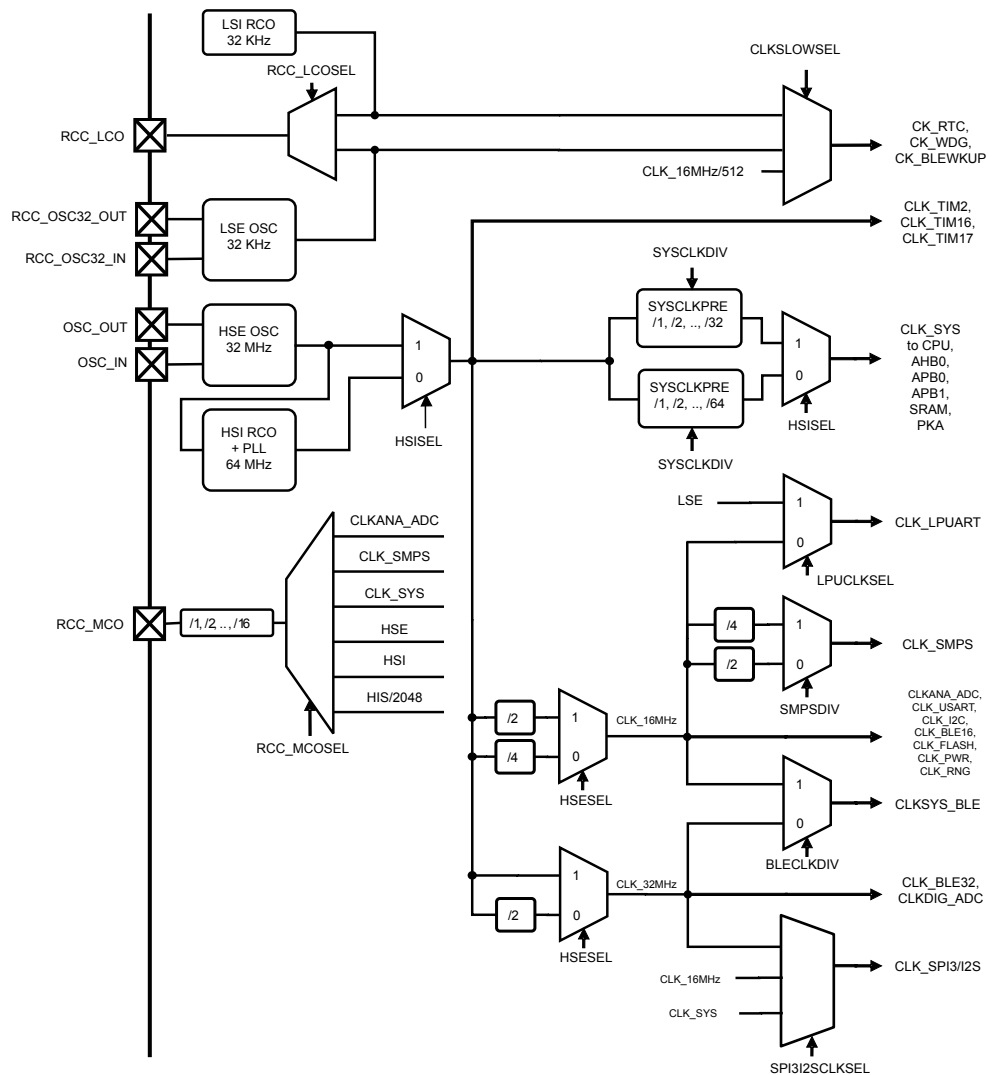 LSI RCO
32 KHz
RCC_LCOSEL
CLKSLOWSEL
RCC_LCO
CLK_16MHz/512
CK_RTC,
CK_WDG,
CK_BLEWKUP
RCC_OSC32_OUT
RCC_OSC32_IN
LSE OSC
32 KHz
CLK_TIM2,
CLK_TIM16,
CLK_TIM17
OSC_OUT
OSC_IN
HSE OSC
32 MHz
HSI RCO
+ PLL
64 MHz
1
0
HSISEL
SYSCLKDIV
SYSCLKPRE
/1, /2, .., /32
SYSCLKPRE
/1, /2, .., /64
SYSCLKDIV
1
0
HSISEL
CLK_SYS
to CPU,
AHB0,
APB0,
APB1,
SRAM,
PKA
LSE
1
0
LPUCLKSEL
CLK_LPUART
RCC_MCO
/1, /2, .., /16
CLKANA_ADC
CLK_SMPS
CLK_SYS
HSE
HSI
HIS/2048
RCC_MCOSEL
/4
/2
1
0
SMPSDIV
CLK_SMPS
/2
/4
1
0
HSESEL
CLK_16MHz
CLKANA_ADC,
CLK_USART,
CLK_I2C,
CLK_BLE16,
CLK_FLASH,
CLK_PWR,
CLK_RNG
1
0
BLECLKDIV
CLKSYS_BLE
/2
1
0
HSESEL
CLK_32MHz
CLK_BLE32,
CLKDIG_ADC
CLK_16MHz
CLK_SYS
SPI3I2SCLKSEL
CLK_SPI3/I2S